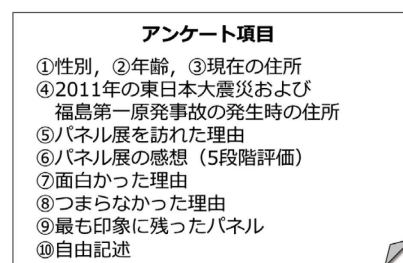 アンケート項目
①性別，②年齢，③現在の住所
④2011年の東日本大震災および
福島第一原発事故の発生時の住所
⑤パネル展を訪れた理由
⑥パネル展の感想（5段階評価）
⑦面白かった理由
⑧つまらなかった理由
⑨最も印象に残ったパネル
⑩自由記述